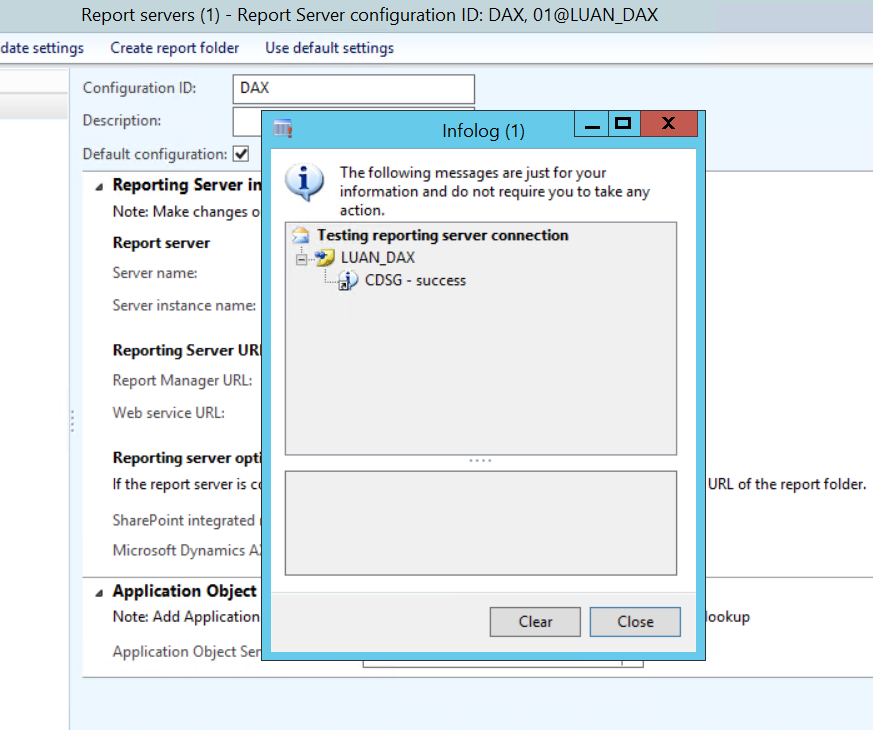 Report servers (1) - Report Server configuration ID: DAX, 01@LUAN_DAX
date settings Create report folder Use default settings
Configuration ID: DAX
Description:
Default configuration:
Reporting Server in
Note: Make changes o
Report server
Server name:
Server instance name:
Reporting Server URI
Report Manager URL:
Web service URL:
Reporting server opti
If the report server is co
URL of the report folder.
SharePoint integrated
Microsoft Dynamics AX
Application Object
Note: Add Application
lookup
Application Object Ser
Infolog (1)
X
The following messages are just for your
information and do not require you to take any
action.
Testing reporting server connection
LUAN_DAX
CDSG - success
Clear Close